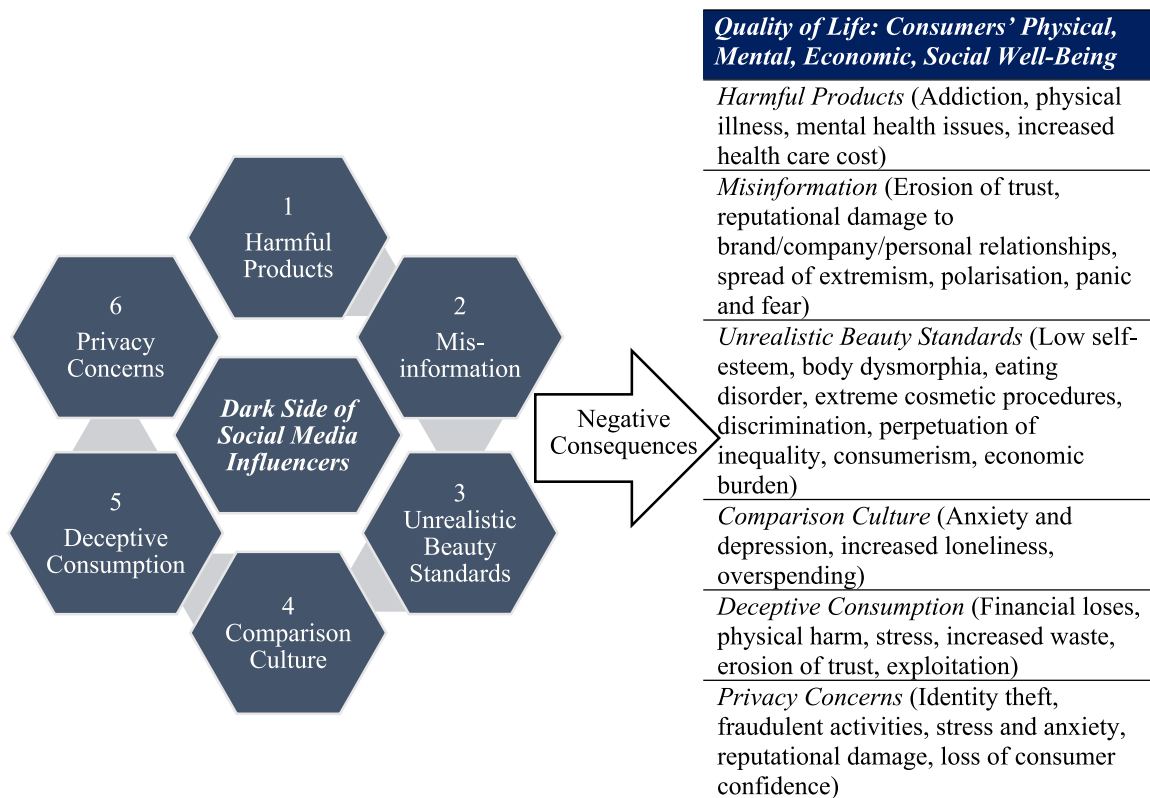 1
Harmful
Products
2
Mis-
information
3
Unrealistic
Beauty
Standards
4
Comparison
Culture
5
Deceptive
Consumption
6
Privacy
Concerns
Dark Side of
Social Media
Influencers
Negative
Consequences
Quality of Life: Consumers’ Physical,
Mental, Economic, Social Well-Being
Harmful Products (Addiction, physical
illness, mental health issues, increased
health care cost)
Misinformation (Erosion of trust,
reputational damage to
brand/company/personal relationships,
spread of extremism, polarisation, panic
and fear)
Unrealistic Beauty Standards (Low self-
esteem, body dysmorphia, eating
disorder, extreme cosmetic procedures,
discrimination, perpetuation of
inequality, consumerism, economic
burden)
Comparison Culture (Anxiety and
depression, increased loneliness,
overspending)
Deceptive Consumption (Financial loses,
physical harm, stress, increased waste,
erosion of trust, exploitation)
Privacy Concerns (Identity theft,
fraudulent activities, stress and anxiety,
reputational damage, loss of consumer
confidence)